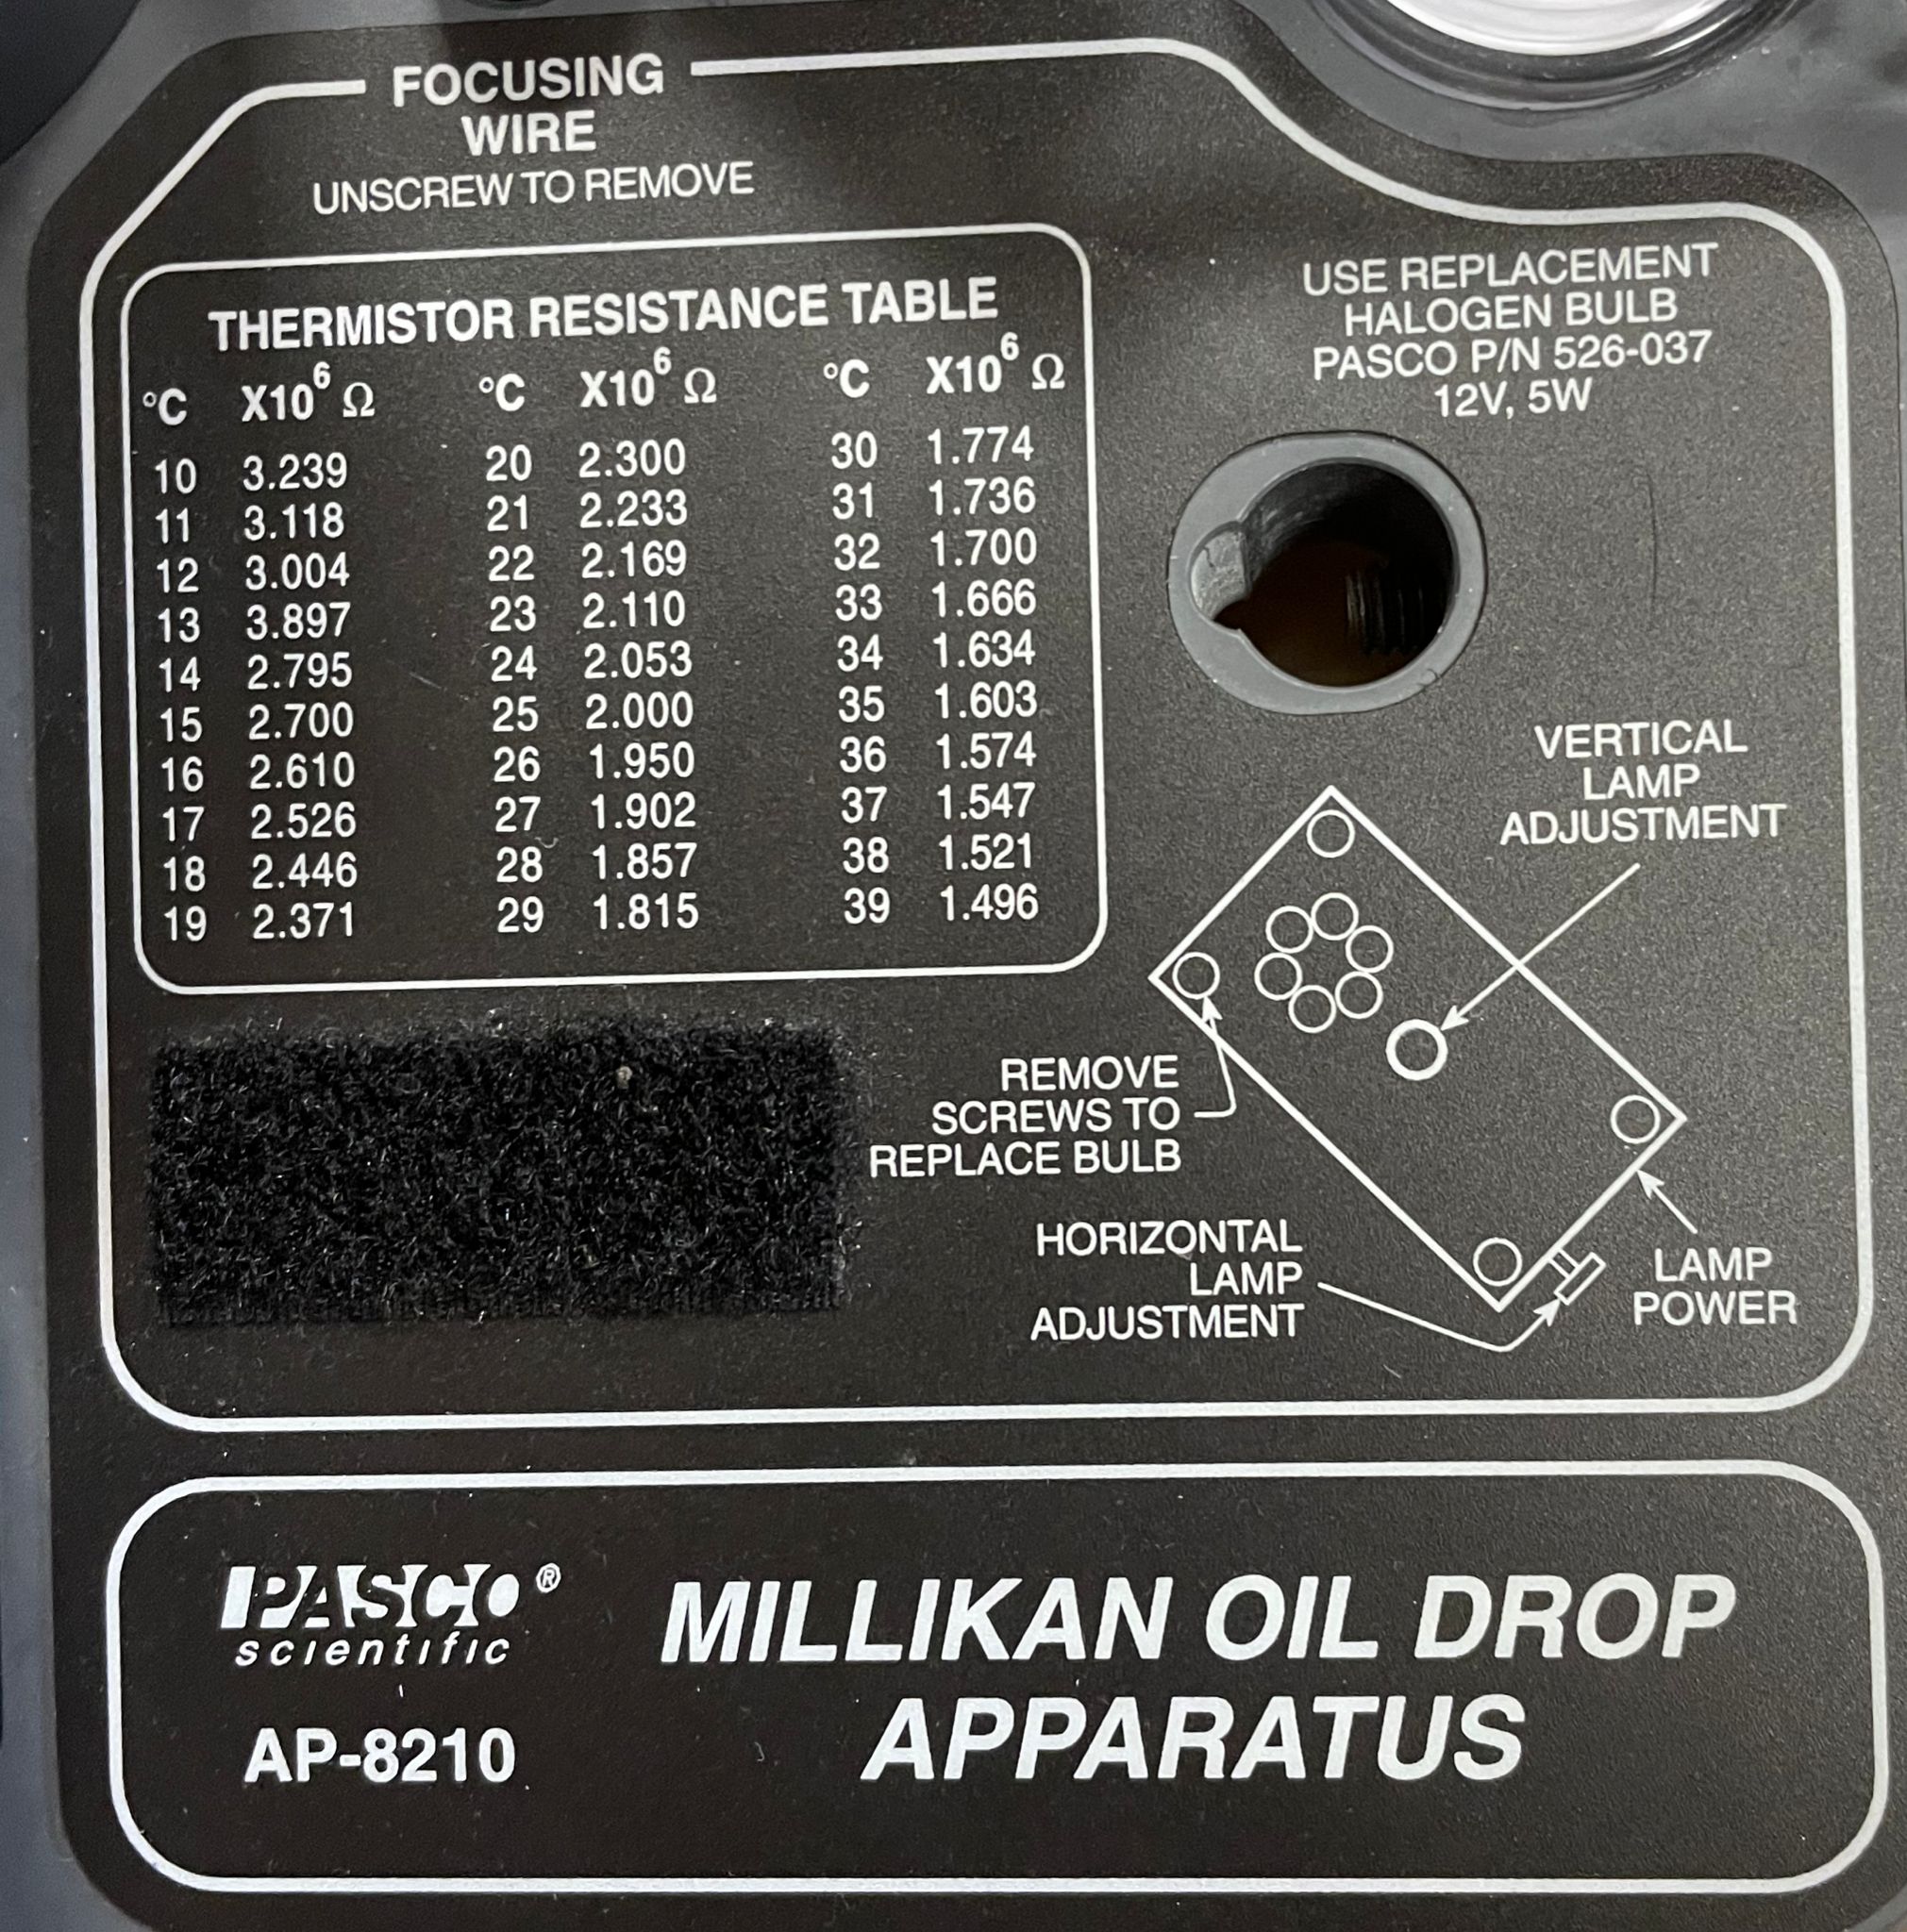 FOCUSING
WIRE
UNSCREW TO REMOVE
THERMISTOR RESISTANCE TABLE
°C X10⁶ Ω °C X10⁶ Ω °C X10⁶ Ω
10 3.239 20 2.300 30 1.774
11 3.118 21 2.233 31 1.736
12 3.004 22 2.169 32 1.700
13 3.897 23 2.110 33 1.666
14 2.795 24 2.053 34 1.634
15 2.700 25 2.000 35 1.603
16 2.610 26 1.950 36 1.574
17 2.526 27 1.902 37 1.547
18 2.446 28 1.857 38 1.521
19 2.371 29 1.815 39 1.496
USE REPLACEMENT
HALOGEN BULB
PASCO P/N 526-037
12V, 5W
VERTICAL
LAMP
ADJUSTMENT
REMOVE
SCREWS TO
REPLACE BULB
HORIZONTAL
LAMP
ADJUSTMENT
LAMP
POWER
PASCO®
scientific
AP-8210
MILLIKAN OIL DROP
APPARATUS